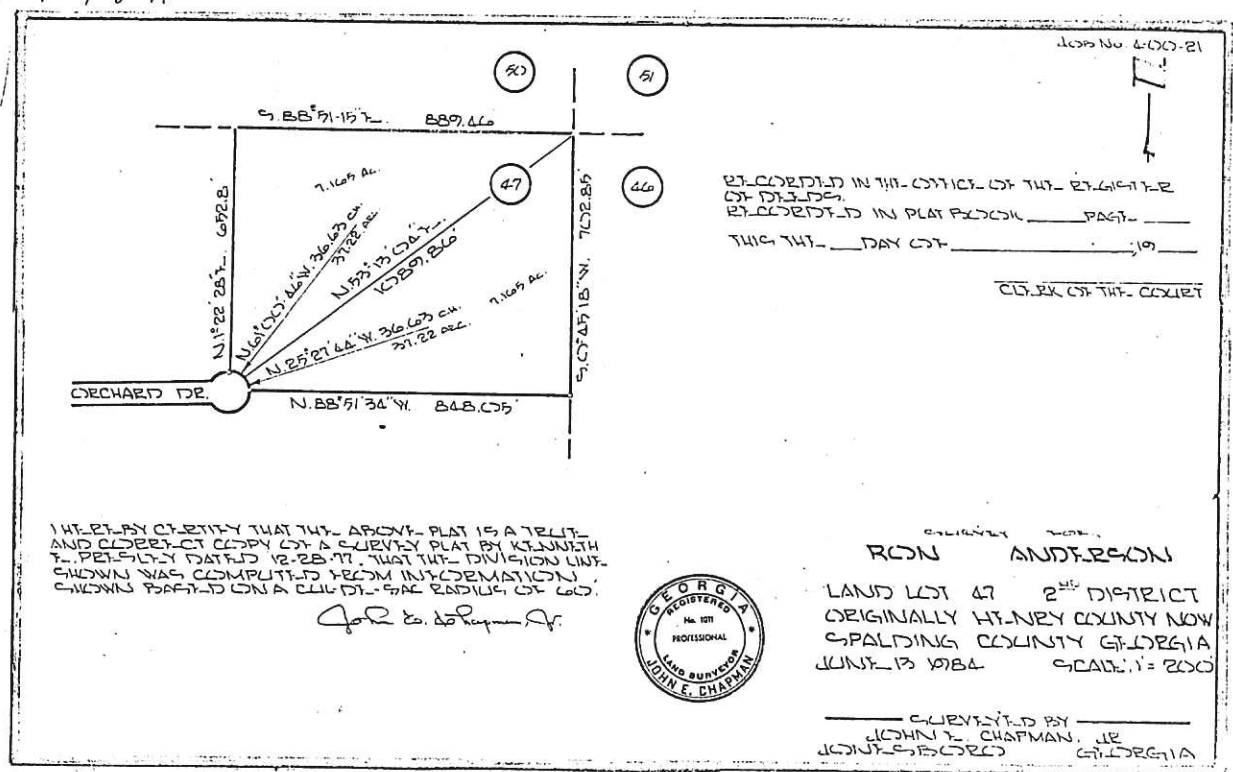 JOB No. 4-00-21
50
51
S. 88°51'-15" E. 889.46
7.165 AC.
47
46
N. 1° 22' 28" E. 652.8'
N. 61° 00' 46" W. 36.63 CH.
37.22 ARC.
N. 53° 13' 04" E.
1089.86'
7.165 AC.
N. 25° 27' 44" W. 36.63 CH.
37.22 ARC.
S. 0° 45' 18" W. 702.85'
ORCHARD DR.
N. 88° 51' 34" W. 848.05'
RECORDED IN THE OFFICE OF THE REGISTER
OF DEEDS.
RECORDED IN PLAT BOOK ______ PAGE ______
THIS THE ___ DAY OF ____________, 19 ___
CLERK OF THE COURT
I HEREBY CERTIFY THAT THE ABOVE PLAT IS A TRUE
AND CORRECT COPY OF A SURVEY PLAT BY KENNETH
E. PRESLEY DATED 12-28-77. THAT THE DIVISION LINE
SHOWN WAS COMPUTED FROM INFORMATION
SHOWN BASED ON A CUL-DE-SAC RADIUS OF 60.
John E. Chapman, Jr.
GEORGIA
REGISTERED
No. 1011
PROFESSIONAL
LAND SURVEYOR
JOHN E. CHAPMAN
SURVEY FOR
RON ANDERSON
LAND LOT 47 2ND DISTRICT
ORIGINALLY HENRY COUNTY NOW
SPALDING COUNTY GEORGIA
JUNE 13 1984 SCALE: 1" = 200'
SURVEYED BY
JOHN E. CHAPMAN, JR
JONESBORO GEORGIA